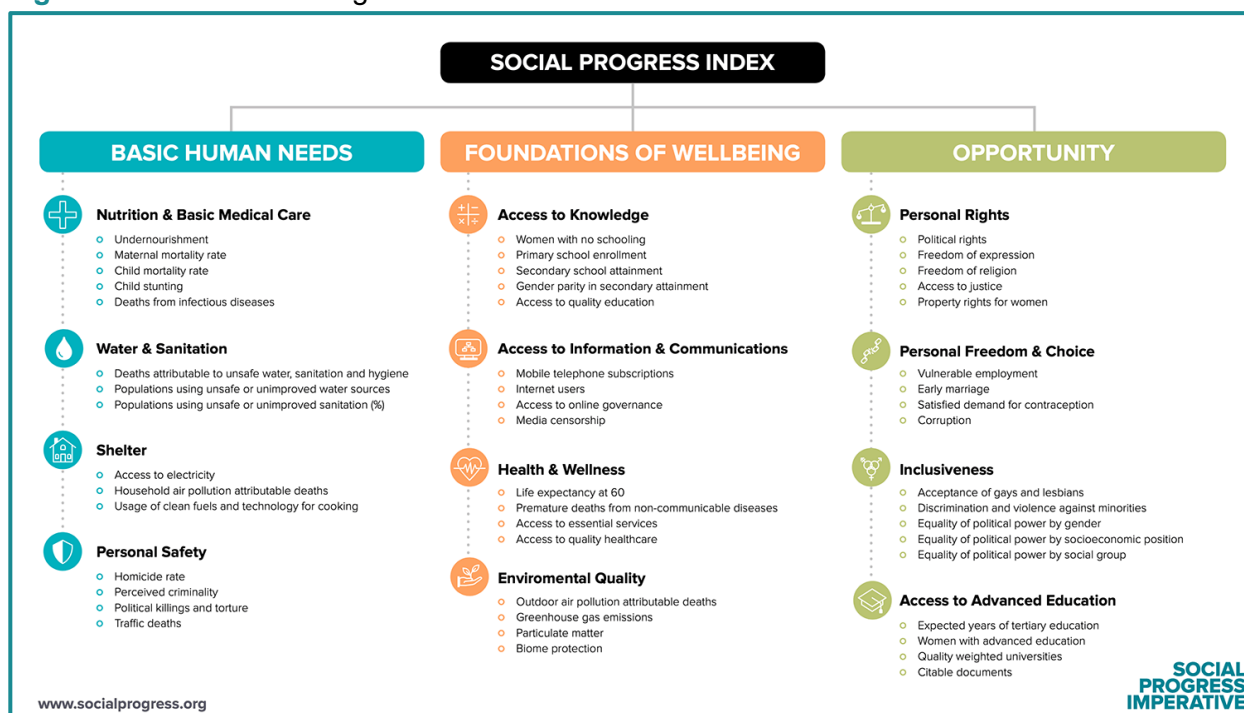 SOCIAL PROGRESS INDEX
BASIC HUMAN NEEDS
Nutrition & Basic Medical Care
Undernourishment
Maternal mortality rate
Child mortality rate
Child stunting
Deaths from infectious diseases
Water & Sanitation
Deaths attributable to unsafe water, sanitation and hygiene
Populations using unsafe or unimproved water sources
Populations using unsafe or unimproved sanitation (%)
Shelter
Access to electricity
Household air pollution attributable deaths
Usage of clean fuels and technology for cooking
Personal Safety
Homicide rate
Perceived criminality
Political killings and torture
Traffic deaths
FOUNDATIONS OF WELLBEING
Access to Knowledge
Women with no schooling
Primary school enrollment
Secondary school attainment
Gender parity in secondary attainment
Access to quality education
Access to Information & Communications
Mobile telephone subscriptions
Internet users
Access to online governance
Media censorship
Health & Wellness
Life expectancy at 60
Premature deaths from non-communicable diseases
Access to essential services
Access to quality healthcare
Enviromental Quality
Outdoor air pollution attributable deaths
Greenhouse gas emissions
Particulate matter
Biome protection
OPPORTUNITY
Personal Rights
Political rights
Freedom of expression
Freedom of religion
Access to justice
Property rights for women
Personal Freedom & Choice
Vulnerable employment
Early marriage
Satisfied demand for contraception
Corruption
Inclusiveness
Acceptance of gays and lesbians
Discrimination and violence against minorities
Equality of political power by gender
Equality of political power by socioeconomic position
Equality of political power by social group
Access to Advanced Education
Expected years of tertiary education
Women with advanced education
Quality weighted universities
Citable documents
www.socialprogress.org
SOCIAL
PROGRESS
IMPERATIVE